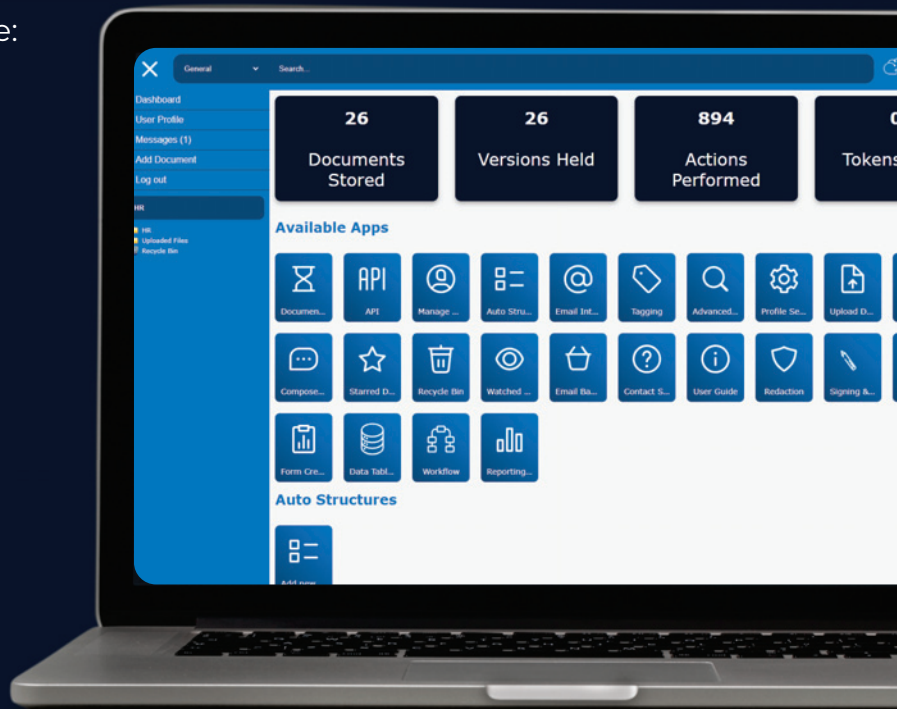 e:
General
Search...
Dashboard
User Profile
Messages (1)
Add Document
Log out
HR
HR
Uploaded Files
Recycle Bin
26
Documents
Stored
26
Versions Held
894
Actions
Performed
Tokens
Available Apps
Documen...
API
API
Manage ...
Auto Stru...
Email Int...
Tagging
Advanced...
Profile Se...
Upload D...
Compose...
Starred D...
Recycle Bin
Watched ...
Email Ba...
Contact S...
User Guide
Redaction
Signing &...
Form Cre...
Data Tabl...
Workflow
Reporting...
Auto Structures
Add new